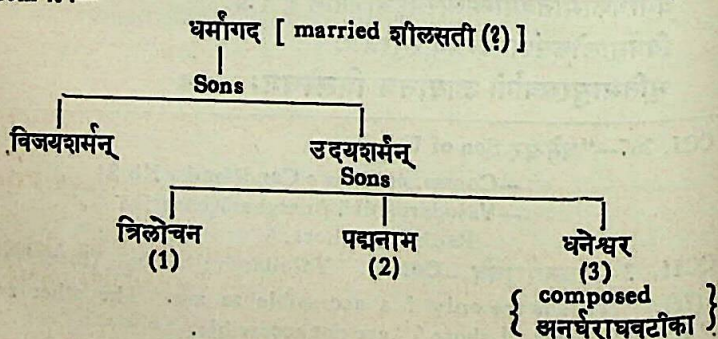 धर्मांगद [ married शीलसती (?) ]
Sons
विजयशर्मन् उदयशर्मन्
Sons
त्रिलोचन पद्मनाभ धनेश्वर
(1) (2) (3)
{ composed }
अनर्घराघवटीका